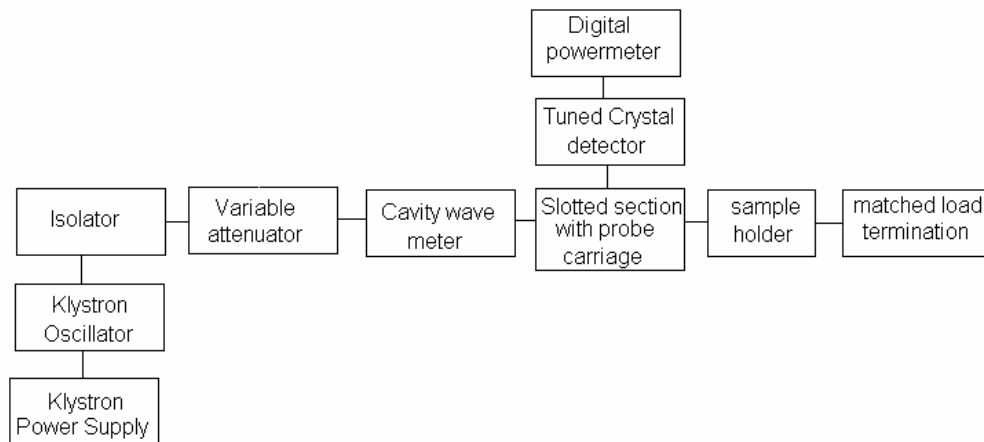 Digital
powermeter
Tuned Crystal
detector
Isolator
Variable
attenuator
Cavity wave
meter
Slotted section
with probe
carriage
sample
holder
matched load
termination
Klystron
Oscillator
Klystron
Power Supply